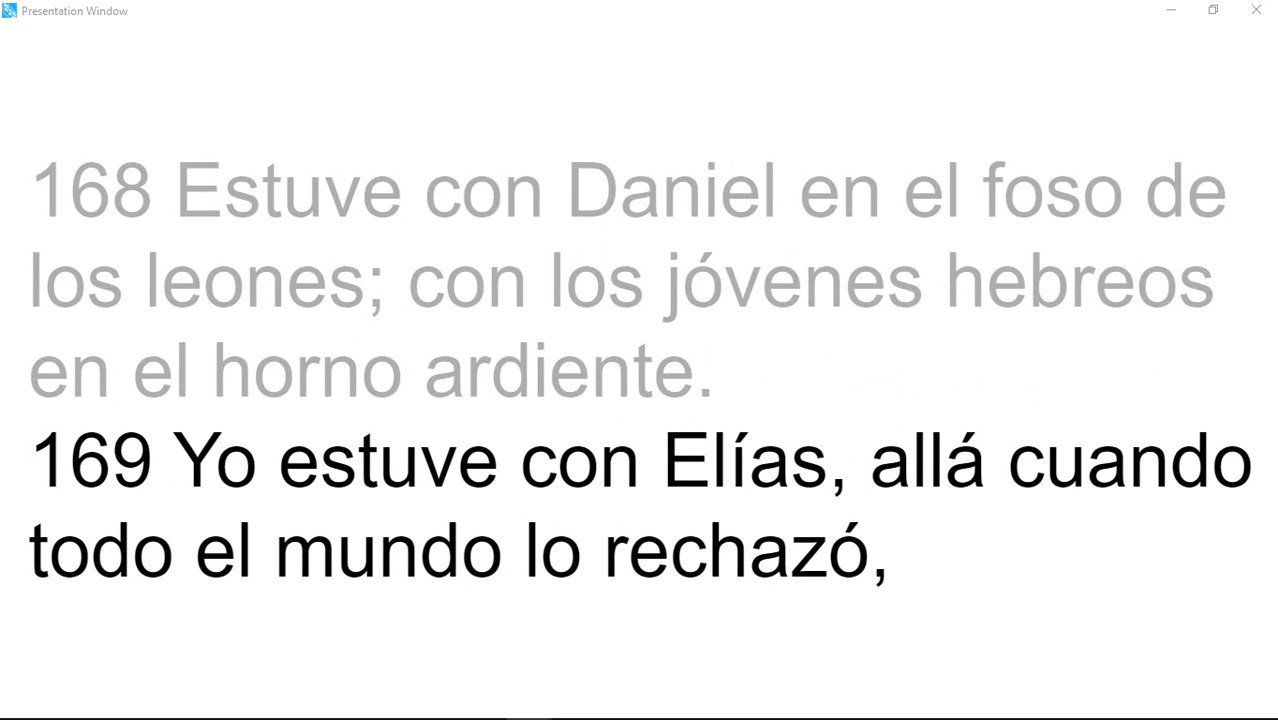 Presentation Window
168 Estuve con Daniel en el foso de
los leones; con los jóvenes hebreos
en el horno ardiente.
169 Yo estuve con Elías, allá cuando
todo el mundo lo rechazó,